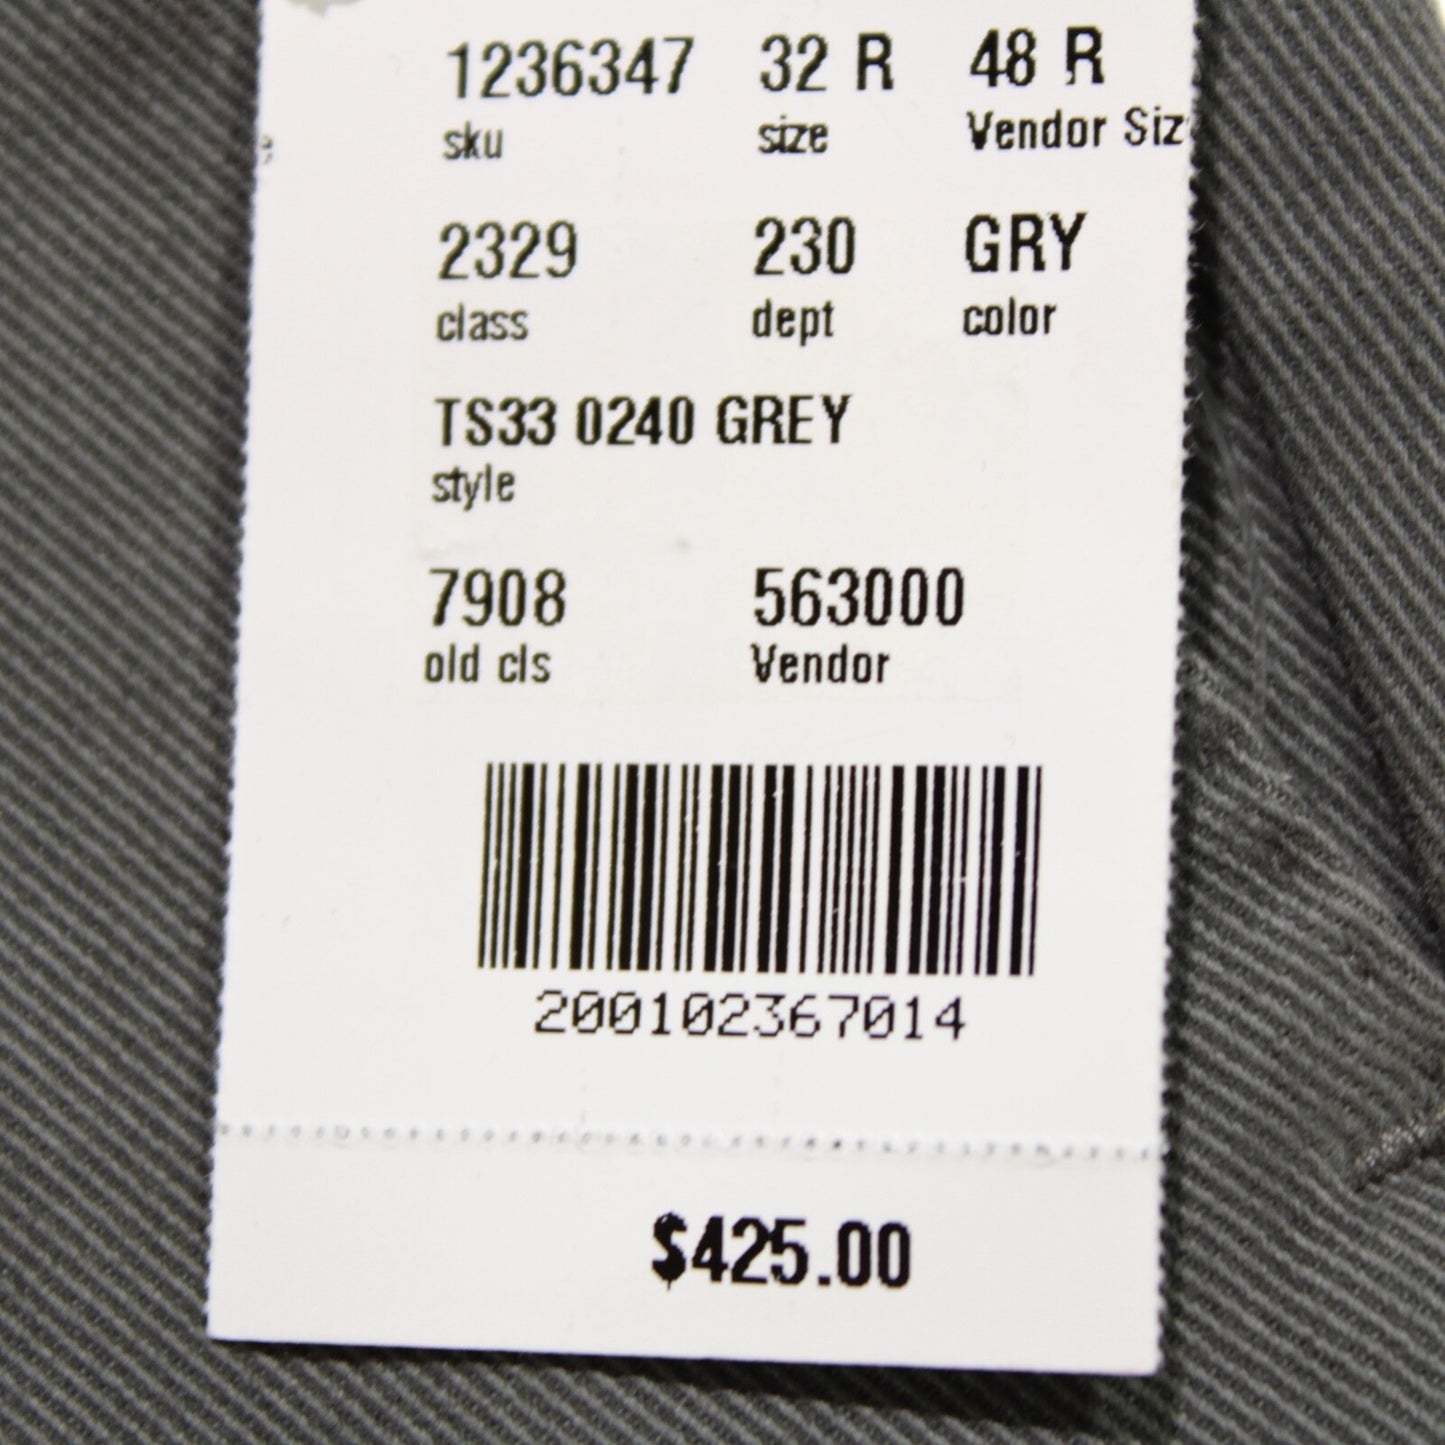 1236347 32 R 48 R
sku size Vendor Siz
2329 230 GRY
class dept color
TS33 0240 GREY
style
7908 563000
old cls Vendor
200102367014
$425.00